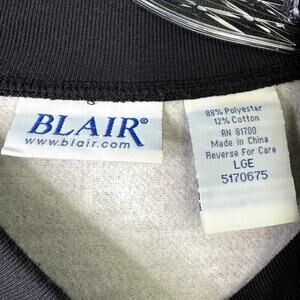 BLAIR®
www.blair.com
88% Polyester
12% Cotton
RN 81700
Made in China
Reverse For Care
LGE
5170675